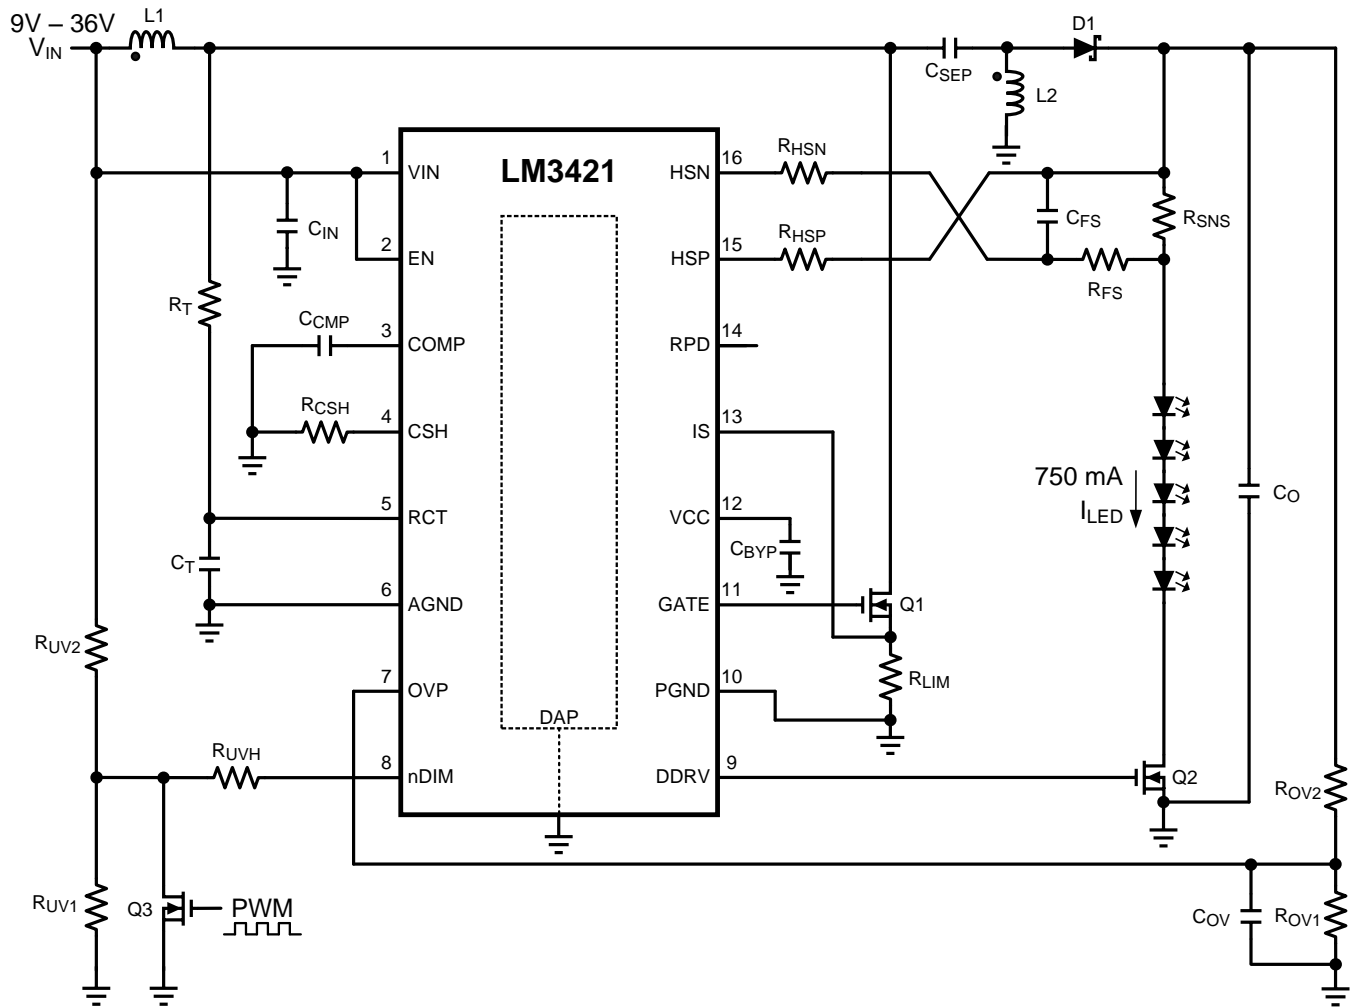 9V – 36V
VIN
L1
CSEP
D1
L2
LM3421
1
VIN
HSN
16
RHSN
CIN
CFS
RSNS
2
EN
HSP
15
RHSP
RFS
RT
CCMP
3
COMP
RPD
14
RCSH
4
CSH
IS
13
750 mA
ILED
CO
5
RCT
VCC
12
CBYP
CT
6
AGND
GATE
11
Q1
RUV2
7
OVP
PGND
10
RLIM
DAP
RUVH
8
nDIM
DDRV
9
Q2
ROV2
RUV1
Q3
PWM
COV
ROV1